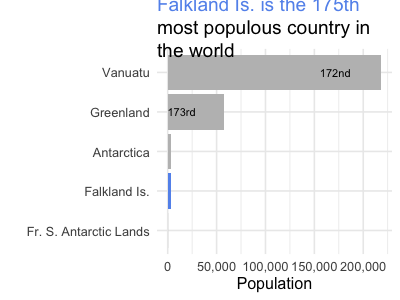 Falkland Is. is the 175th
most populous country in
the world
Vanuatu
172nd
Greenland
173rd
Antarctica
Falkland Is.
Fr. S. Antarctic Lands
0 50,000 100,000 150,000 200,000
Population